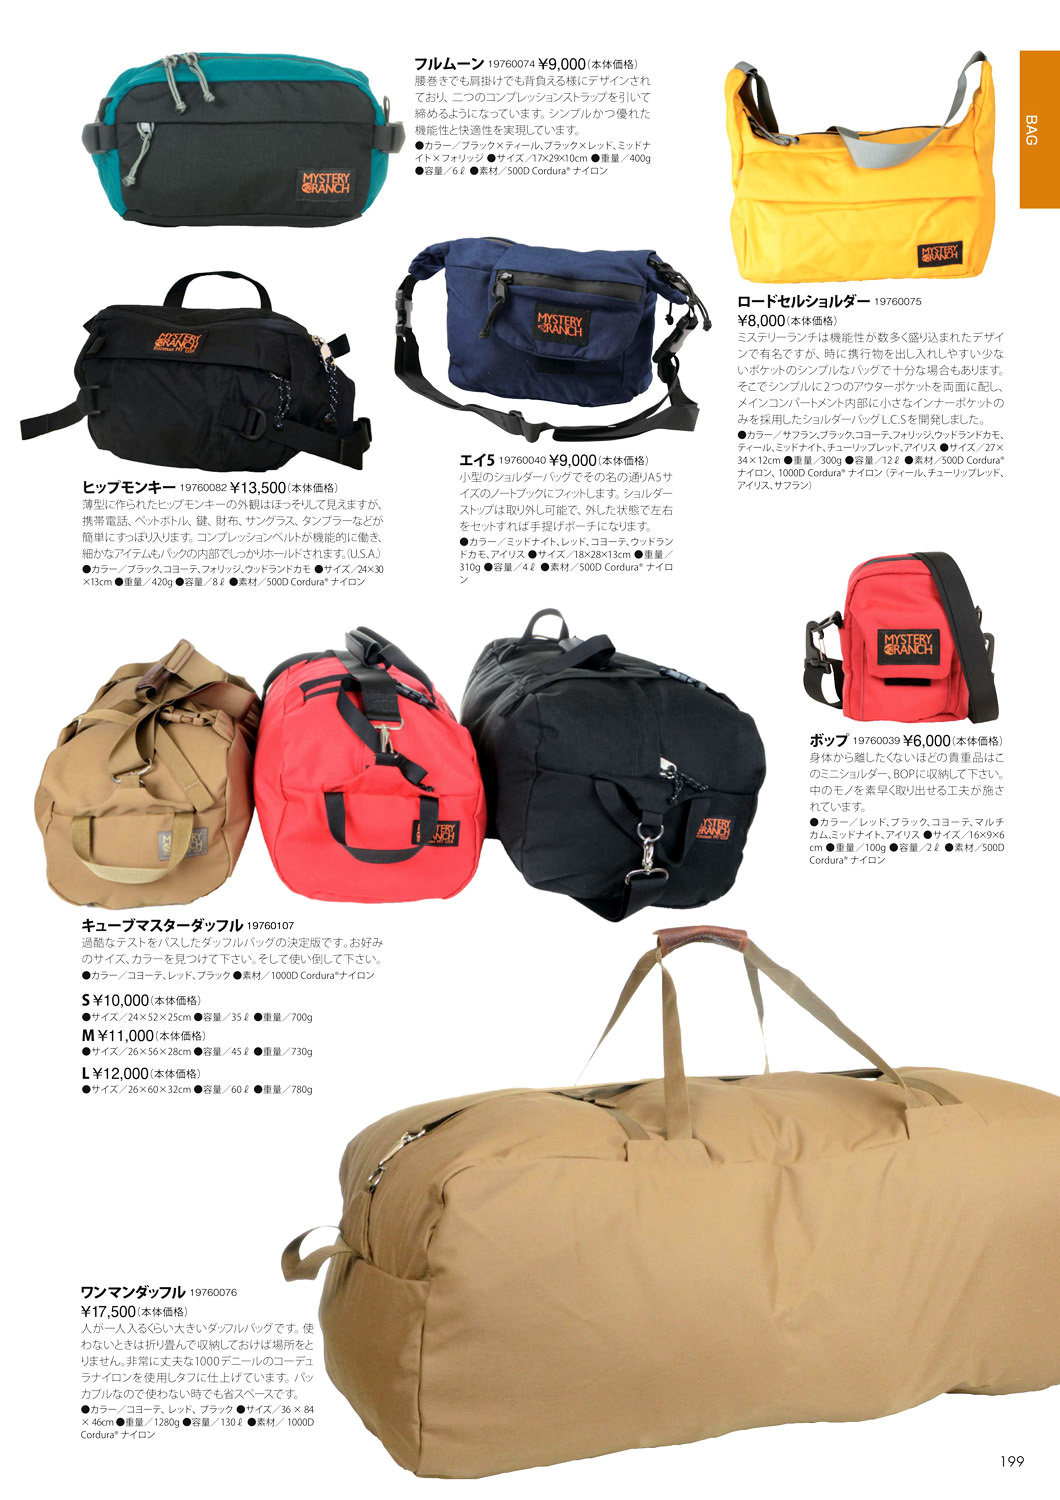 フルムーン 19760074 ¥9,000(本体価格)
腰巻きでも肩掛けでも背負える様にデザインされ
ており、二つのコンプレッションストラップを引いて
締めるようになっています。シンプルかつ優れた
機能性と快適性を実現しています。
●カラー／ブラック×ティール、ブラック×レッド、ミッドナ
イト×フォリッジ ●サイズ／17×29×10cm ●重量／400g
●容量／6ℓ ●素材／500D Cordura® ナイロン
BAG
MYSTERY
RANCH
MYSTERY
RANCH
ロードセルショルダー 19760075
¥8,000(本体価格)
ミステリーランチは機能性が数多く盛り込まれたデザイ
ンで有名ですが、時に携行物を出し入れしやすい少な
いポケットのシンプルなバッグで十分な場合もあります。
そこでシンプルに2つのアウターポケットを両面に配し、
メインコンパートメント内部に小さなインナーポケットの
みを採用したショルダーバッグL.C.Sを開発しました。
●カラー／サフラン、ブラック、コヨーテ、フォリッジ、ウッドランドカモ、
ティール、ミッドナイト、チューリップレッド、アイリス ●サイズ／27×
34×12cm ●重量／300g ●容量／12ℓ ●素材／500D Cordura®
ナイロン、1000D Cordura® ナイロン（ティール、チューリップレッド、
アイリス、サフラン）
MYSTERY
RANCH
Bozeman MT USA
MYSTERY
RANCH
ヒップモンキー 19760082 ¥13,500(本体価格)
薄型に作られたヒップモンキーの外観はほっそりして見えますが、
携帯電話、ペットボトル、鍵、財布、サングラス、タンブラーなどが
簡単にすっぽり入ります。コンプレッションベルトが機能的に働き、
細かなアイテムもパックの内部でしっかりホールドされます。(U.S.A.)
●カラー／ブラック、コヨーテ、フォリッジ、ウッドランドカモ ●サイズ／24×30
×13cm ●重量／420g ●容量／8ℓ ●素材／500D Cordura® ナイロン
エイ5 19760040 ¥9,000(本体価格)
小型のショルダーバッグでその名の通りA5サ
イズのノートブックにフィットします。ショルダー
ストップは取り外し可能で、外した状態で左右
をセットすれば手提げポーチになります。
●カラー／ミッドナイト、レッド、コヨーテ、ウッドラン
ドカモ、アイリス ●サイズ／18×28×13cm ●重量／
310g ●容量／4ℓ ●素材／500D Cordura® ナイロ
ン
MYSTERY
RANCH
ボップ 19760039 ¥6,000(本体価格)
身体から離したくないほどの貴重品はこ
のミニショルダー、BOPに収納して下さい。
中のモノを素早く取り出せる工夫が施さ
れています。
●カラー／レッド、ブラック、コヨーテ、マルチ
カム、ミッドナイト、アイリス ●サイズ／16×9×6
cm ●重量／100g ●容量／2ℓ ●素材／500D
Cordura® ナイロン
MYSTERY
RANCH
MYSTERY
RANCH
MYSTERY
RANCH
キューブマスターダッフル 19760107
過酷なテストをパスしたダッフルバッグの決定版です。お好み
のサイズ、カラーを見つけて下さい。そして使い倒して下さい。
●カラー／コヨーテ、レッド、ブラック ●素材／1000D Cordura®ナイロン
S ¥10,000(本体価格)
●サイズ／24×52×25cm ●容量／35ℓ ●重量／700g
M ¥11,000(本体価格)
●サイズ／26×56×28cm ●容量／45ℓ ●重量／730g
L ¥12,000(本体価格)
●サイズ／26×60×32cm ●容量／60ℓ ●重量／780g
ワンマンダッフル 19760076
¥17,500(本体価格)
人が一人入るくらい大きいダッフルバッグです。使
わないときは折り畳んで収納しておけば場所をと
りません。非常に丈夫な1000デニールのコーデュ
ラナイロンを使用しタフに仕上げています。パッ
カブルなので使わない時でも省スペースです。
●カラー／コヨーテ、レッド、ブラック ●サイズ／36×84
×46cm ●重量／1280g ●容量／130ℓ ●素材／1000D
Cordura® ナイロン
199